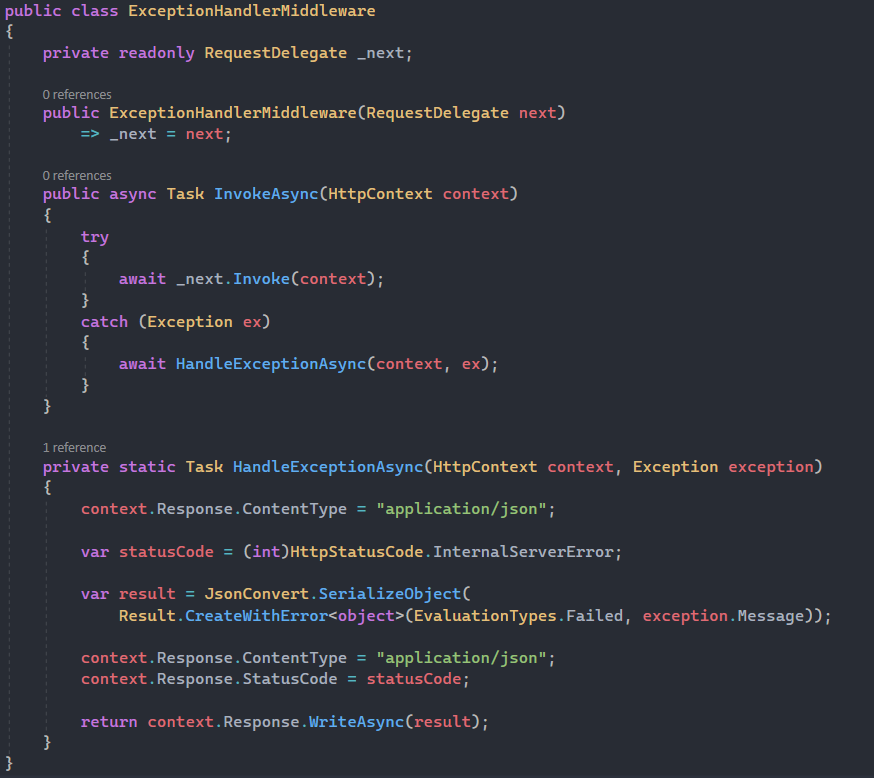 public class ExceptionHandlerMiddleware
{
    private readonly RequestDelegate _next;

    0 references
    public ExceptionHandlerMiddleware(RequestDelegate next)
        => _next = next;

    0 references
    public async Task InvokeAsync(HttpContext context)
    {
        try
        {
            await _next.Invoke(context);
        }
        catch (Exception ex)
        {
            await HandleExceptionAsync(context, ex);
        }
    }

    1 reference
    private static Task HandleExceptionAsync(HttpContext context, Exception exception)
    {
        context.Response.ContentType = "application/json";

        var statusCode = (int)HttpStatusCode.InternalServerError;

        var result = JsonConvert.SerializeObject(
            Result.CreateWithError<object>(EvaluationTypes.Failed, exception.Message));

        context.Response.ContentType = "application/json";
        context.Response.StatusCode = statusCode;

        return context.Response.WriteAsync(result);
    }
}